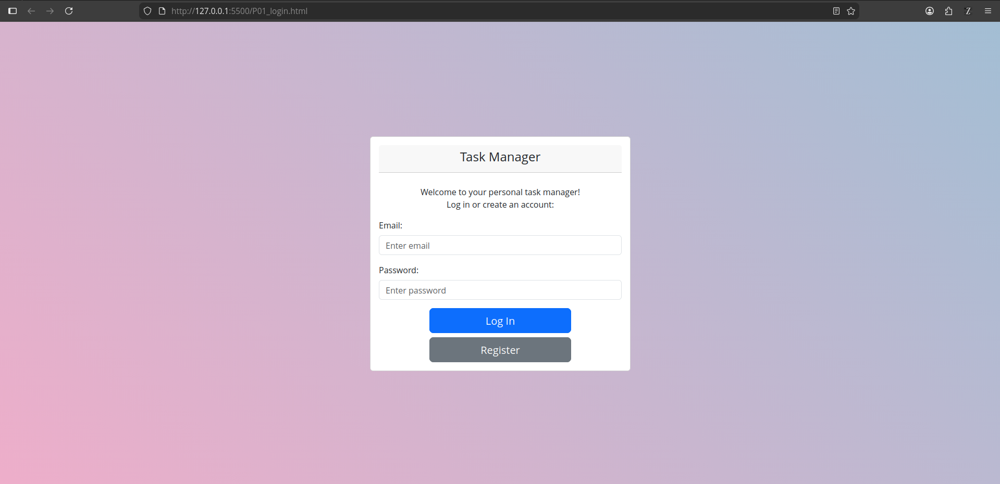 http://127.0.0.1:5500/P01_login.html
Task Manager
Welcome to your personal task manager!
Log in or create an account:
Email:
Enter email
Password:
Enter password
Log In
Register